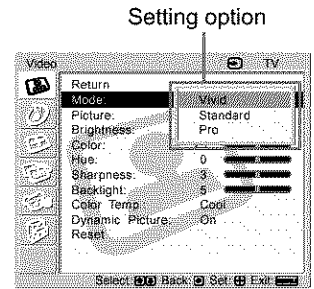 Setting option
Video TV
Return
Mode: Vivid
Picture: Standard
Brightness: Pro
Color:
Hue: 0
Sharpness: 3
Backlight: 5
Color Temp. Cool
Dynamic Picture: On
Reset
Select: Back: Set: Exit: